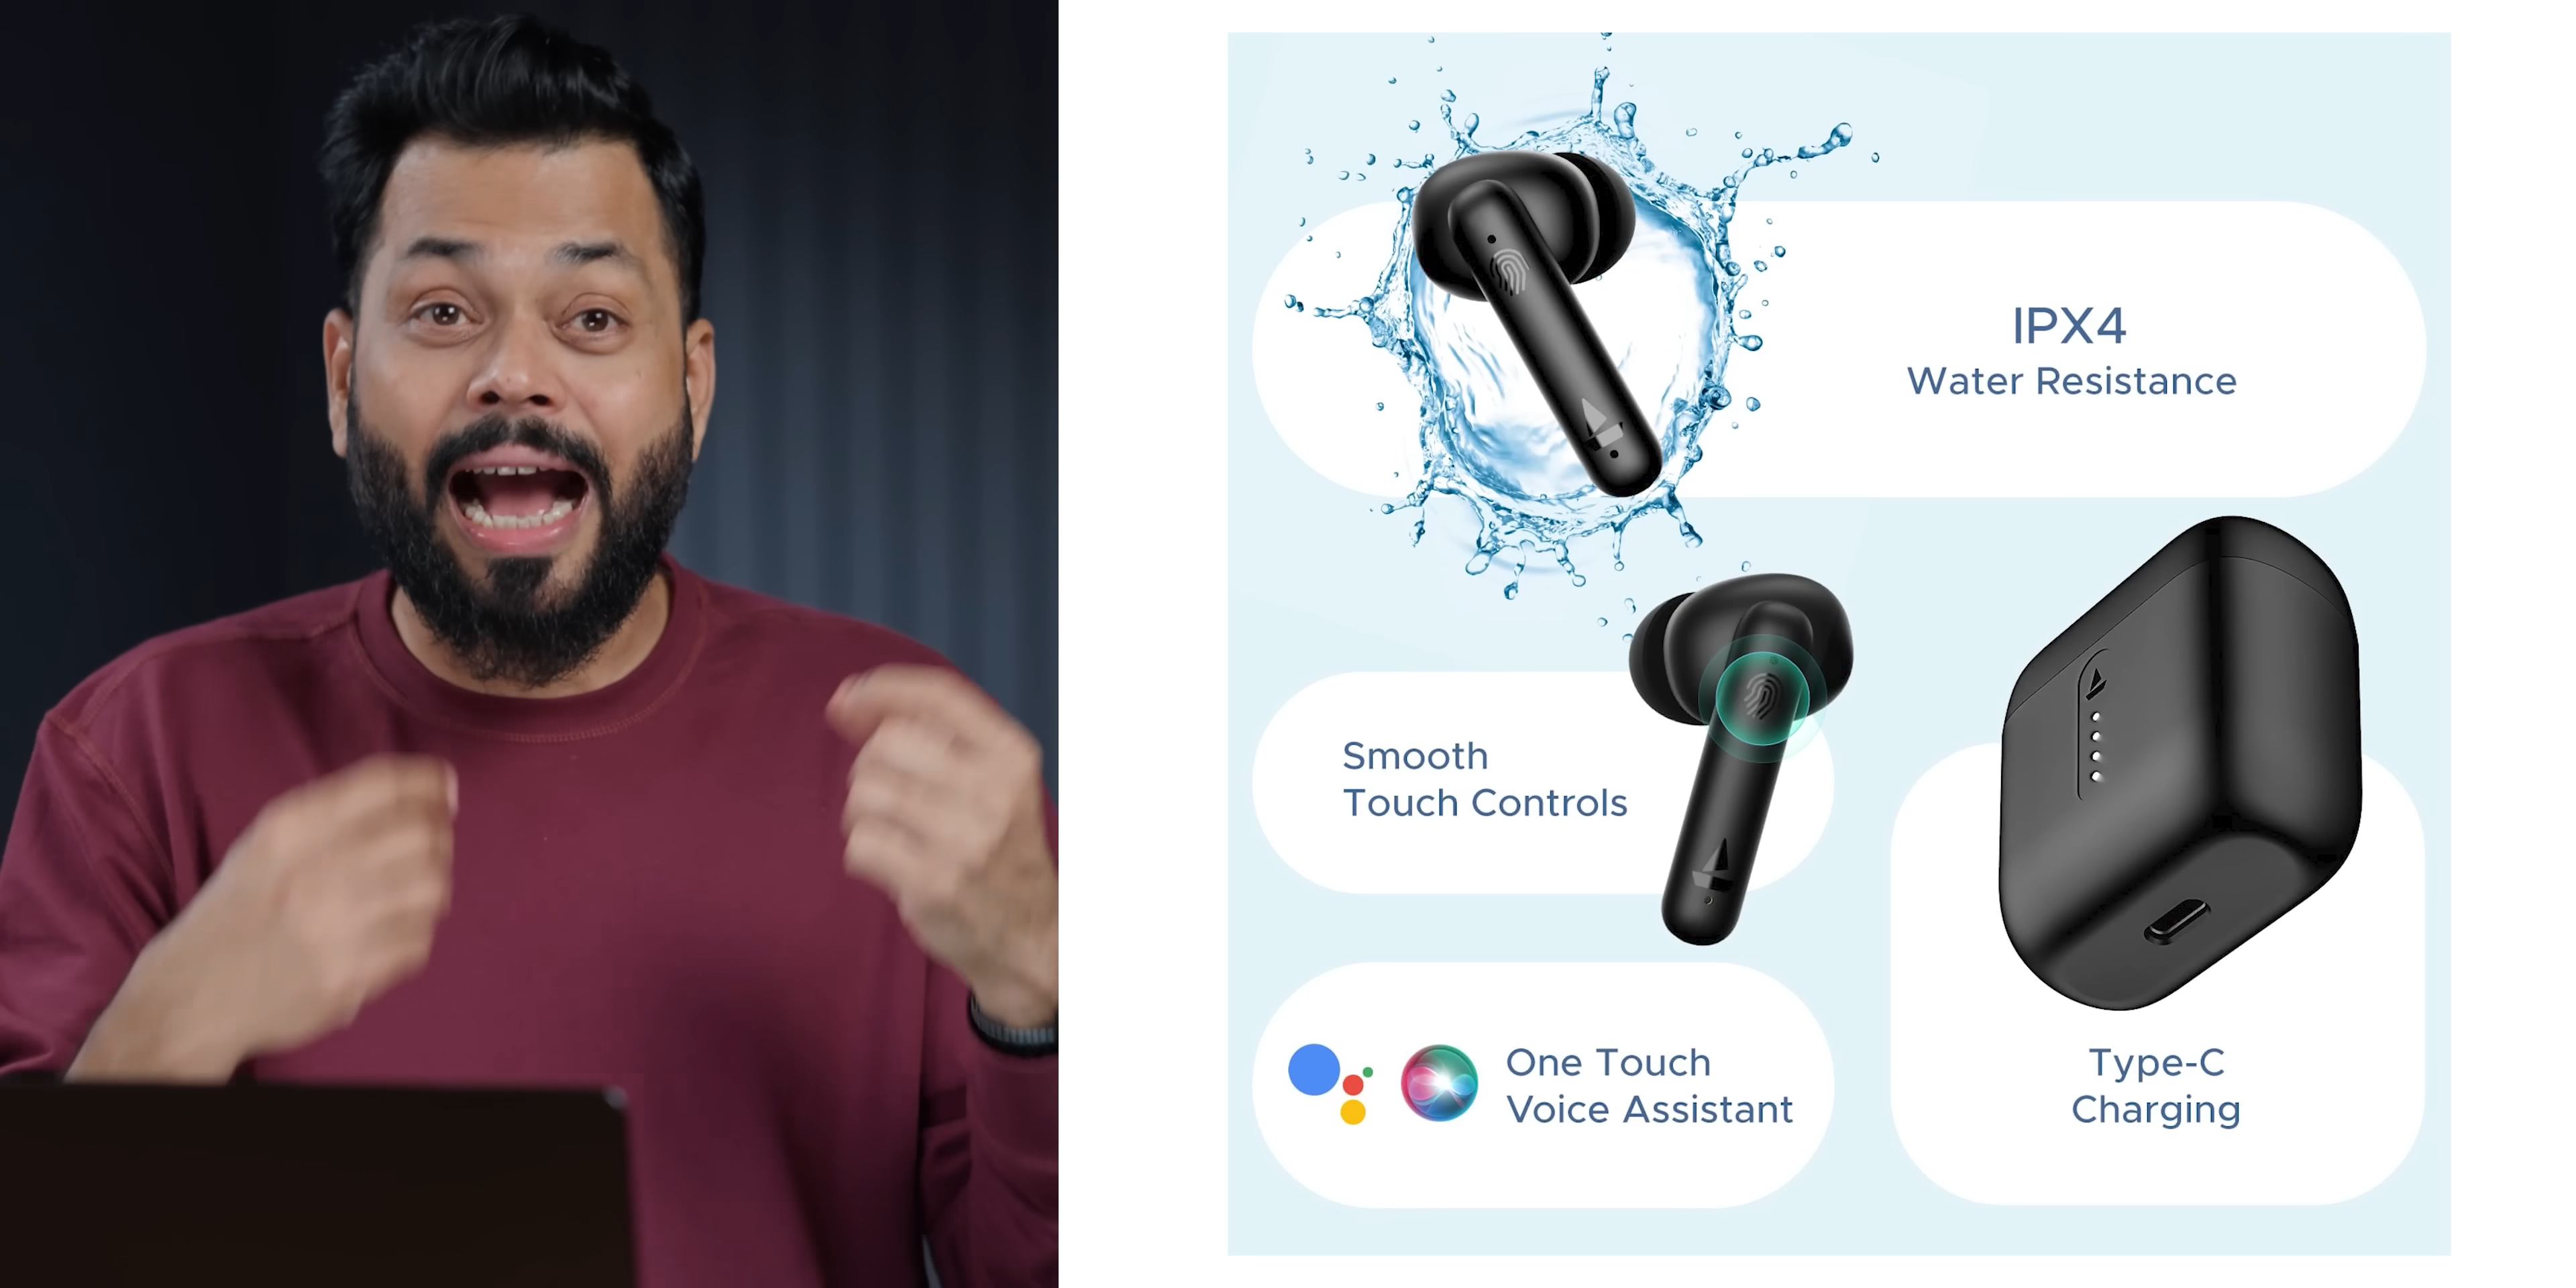 IPX4
Water Resistance
Smooth
Touch Controls
One Touch
Voice Assistant
Type-C
Charging